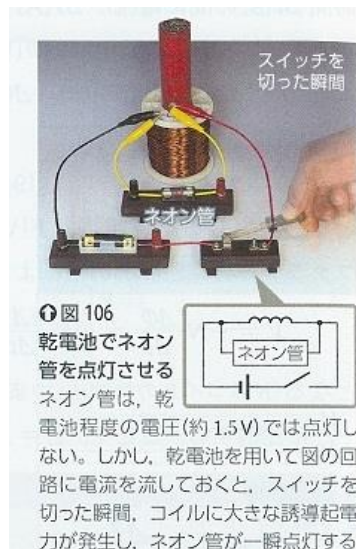 スイッチを
切った瞬間
ネオン管
図106
乾電池でネオン
管を点灯させる
ネオン管
ネオン管は，乾
電池程度の電圧(約1.5V)では点灯し
ない。しかし，乾電池を用いて図の回
路に電流を流しておくと，スイッチを
切った瞬間，コイルに大きな誘導起電
力が発生し，ネオン管が一瞬点灯する